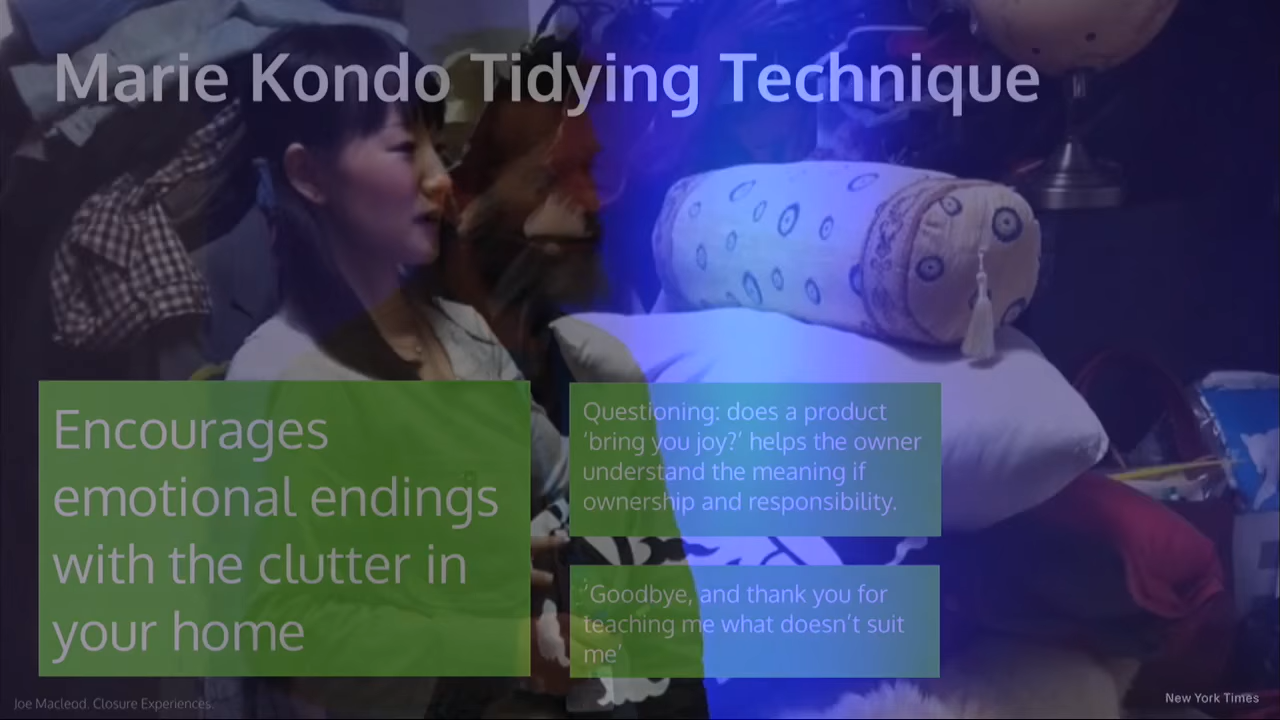 Marie Kondo Tidying Technique
Encourages
emotional endings
with the clutter in
your home
Questioning: does a product
‘bring you joy?’ helps the owner
understand the meaning if
ownership and responsibility.
‘Goodbye, and thank you for
teaching me what doesn’t suit
me’
Joe Macleod. Closure Experiences.
New York Times